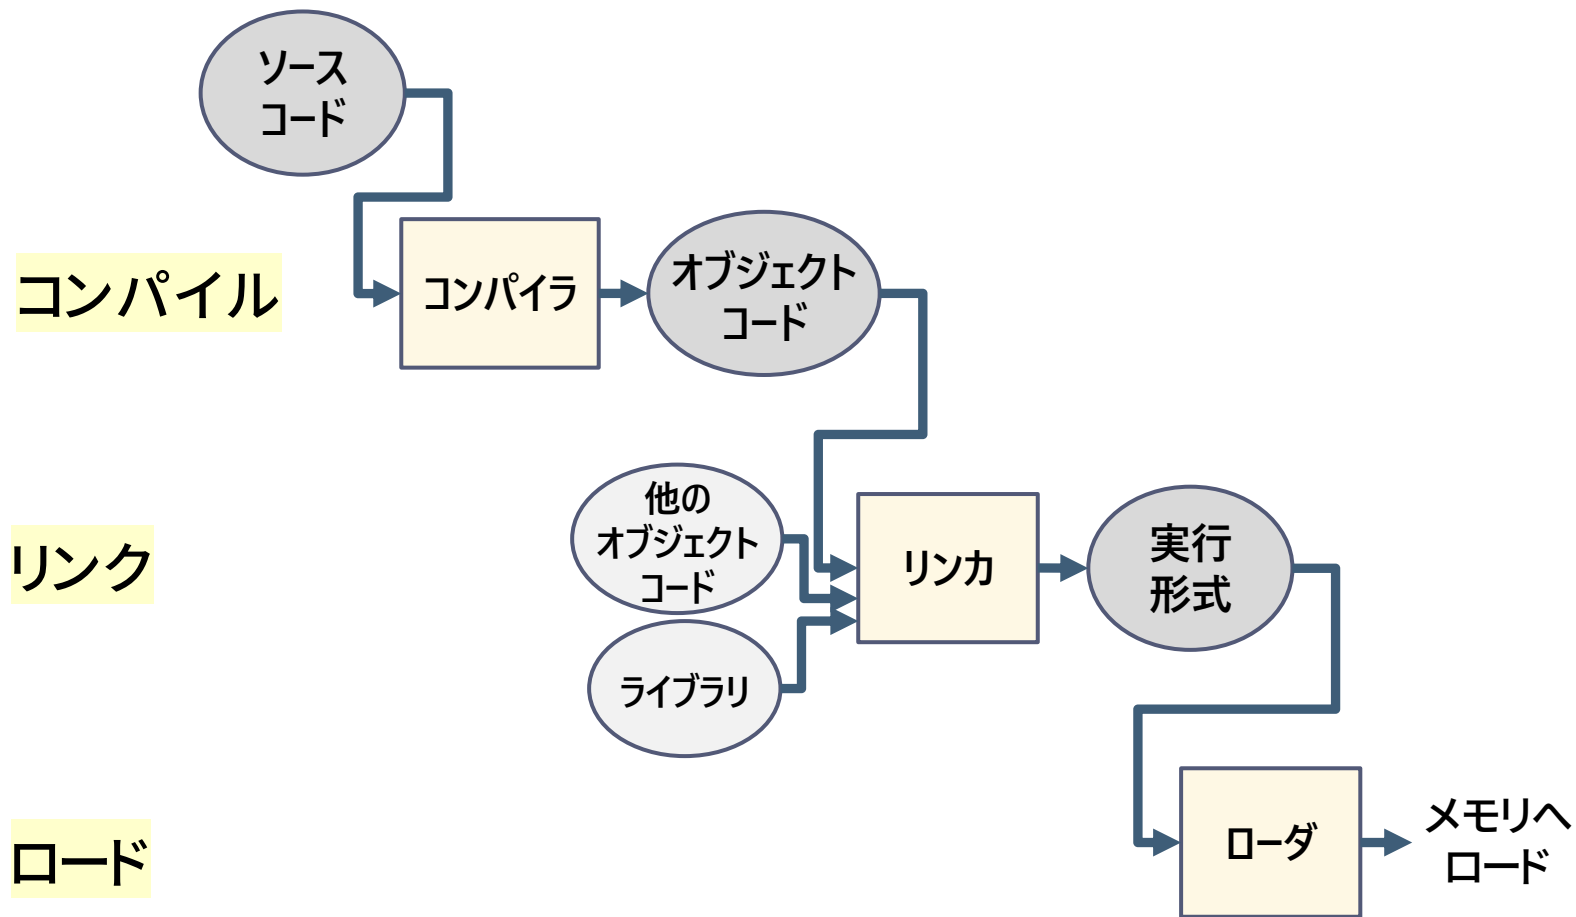 ソース
コード
コンパイル
コンパイラ
オブジェクト
コード
リンク
他の
オブジェクト
コード
ライブラリ
リンカ
実行
形式
ロード
ローダ
メモリへ
ロード